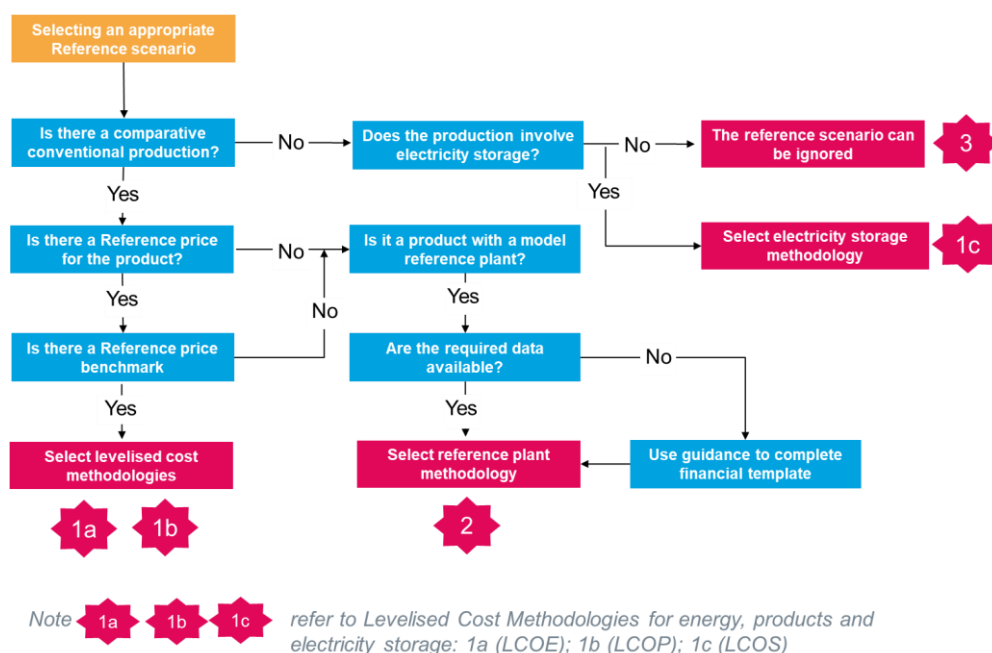 Selecting an appropriate
Reference scenario
Is there a comparative
conventional production?
No
Does the production involve
electricity storage?
No
The reference scenario can
be ignored
3
Yes
Yes
Is there a Reference price
for the product?
No
Is it a product with a model
reference plant?
Select electricity storage
methodology
1c
Yes
No
Yes
Is there a Reference price
benchmark
Are the required data
available?
No
Yes
Yes
Select levelised cost
methodologies
Select reference plant
methodology
Use guidance to complete
financial template
1a
1b
2
Note
1a
1b
1c
refer to Levelised Cost Methodologies for energy, products and
electricity storage: 1a (LCOE); 1b (LCOP); 1c (LCOS)